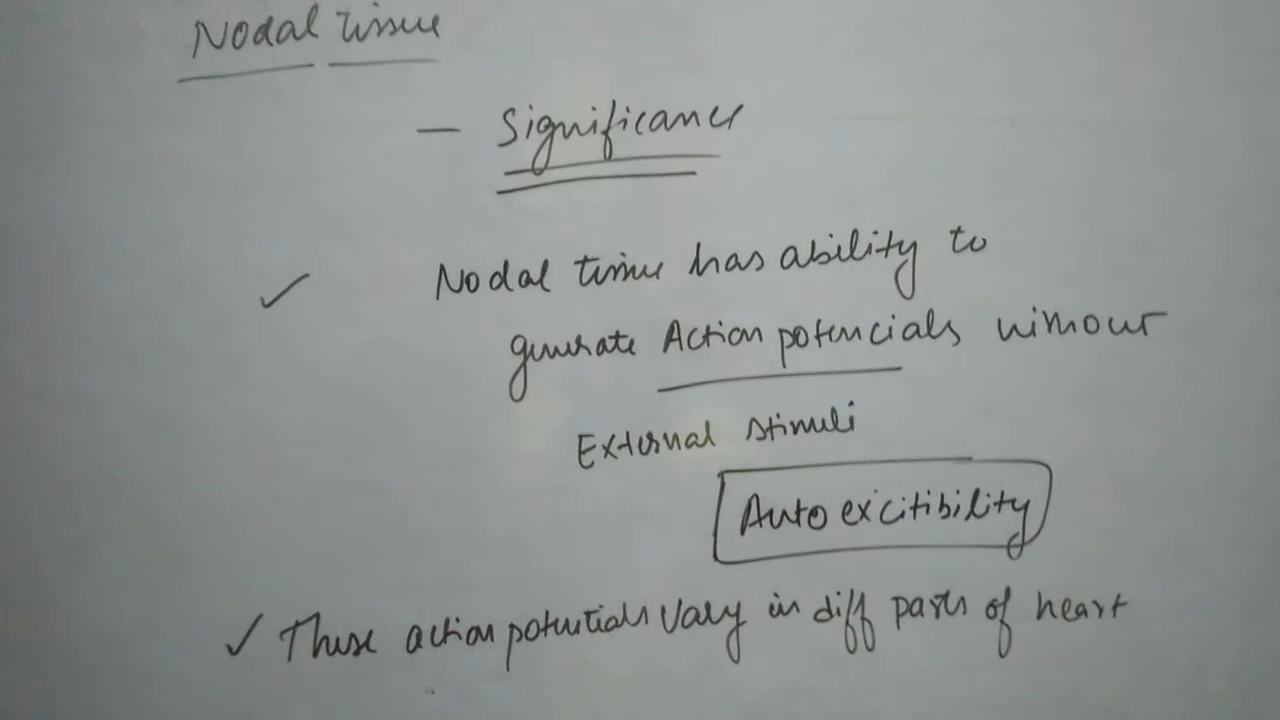 Nodal tissue
- Significance
✓ Nodal tissue has ability to
generate Action potencials without
External stimuli
Auto excitibility
✓ These action potentials vary in diff parts of heart